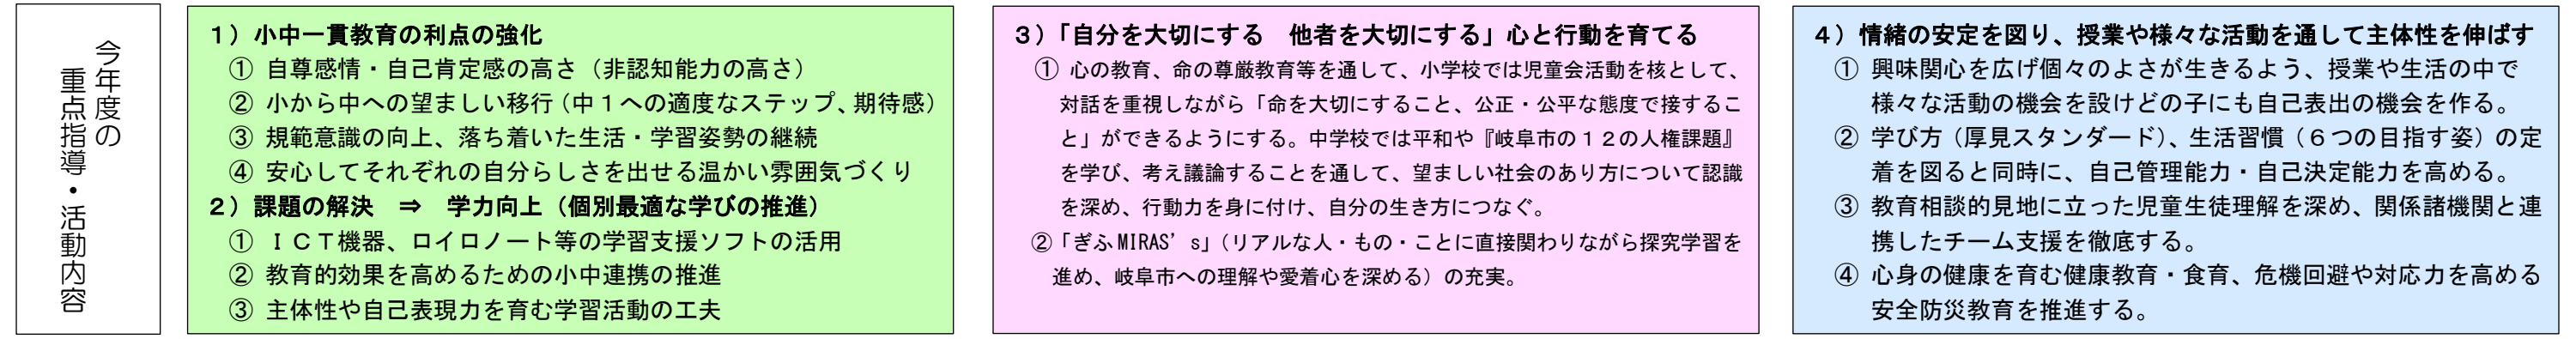 今年度の
重点指導・活動内容
１）小中一貫教育の利点の強化
① 自尊感情・自己肯定感の高さ（非認知能力の高さ）
② 小から中への望ましい移行（中１への適度なステップ、期待感）
③ 規範意識の向上、落ち着いた生活・学習姿勢の継続
④ 安心してそれぞれの自分らしさを出せる温かい雰囲気づくり
２）課題の解決　⇒　学力向上（個別最適な学びの推進）
① ＩＣＴ機器、ロイロノート等の学習支援ソフトの活用
② 教育的効果を高めるための小中連携の推進
③ 主体性や自己表現力を育む学習活動の工夫
３）「自分を大切にする　他者を大切にする」心と行動を育てる
① 心の教育、命の尊厳教育等を通して、小学校では児童会活動を核として、
対話を重視しながら「命を大切にすること、公正・公平な態度で接するこ
と」ができるようにする。中学校では平和や『岐阜市の１２の人権課題』
を学び、考え議論することを通して、望ましい社会のあり方について認識
を深め、行動力を身に付け、自分の生き方につなぐ。
②「ぎふMIRAS’s」（リアルな人・もの・ことに直接関わりながら探究学習を
進め、岐阜市への理解や愛着心を深める）の充実。
４）情緒の安定を図り、授業や様々な活動を通して主体性を伸ばす
① 興味関心を広げ個々のよさが生きるよう、授業や生活の中で
様々な活動の機会を設けどの子にも自己表出の機会を作る。
② 学び方（厚見スタンダード）、生活習慣（６つの目指す姿）の定
着を図ると同時に、自己管理能力・自己決定能力を高める。
③ 教育相談的見地に立った児童生徒理解を深め、関係諸機関と連
携したチーム支援を徹底する。
④ 心身の健康を育む健康教育・食育、危機回避や対応力を高める
安全防災教育を推進する。